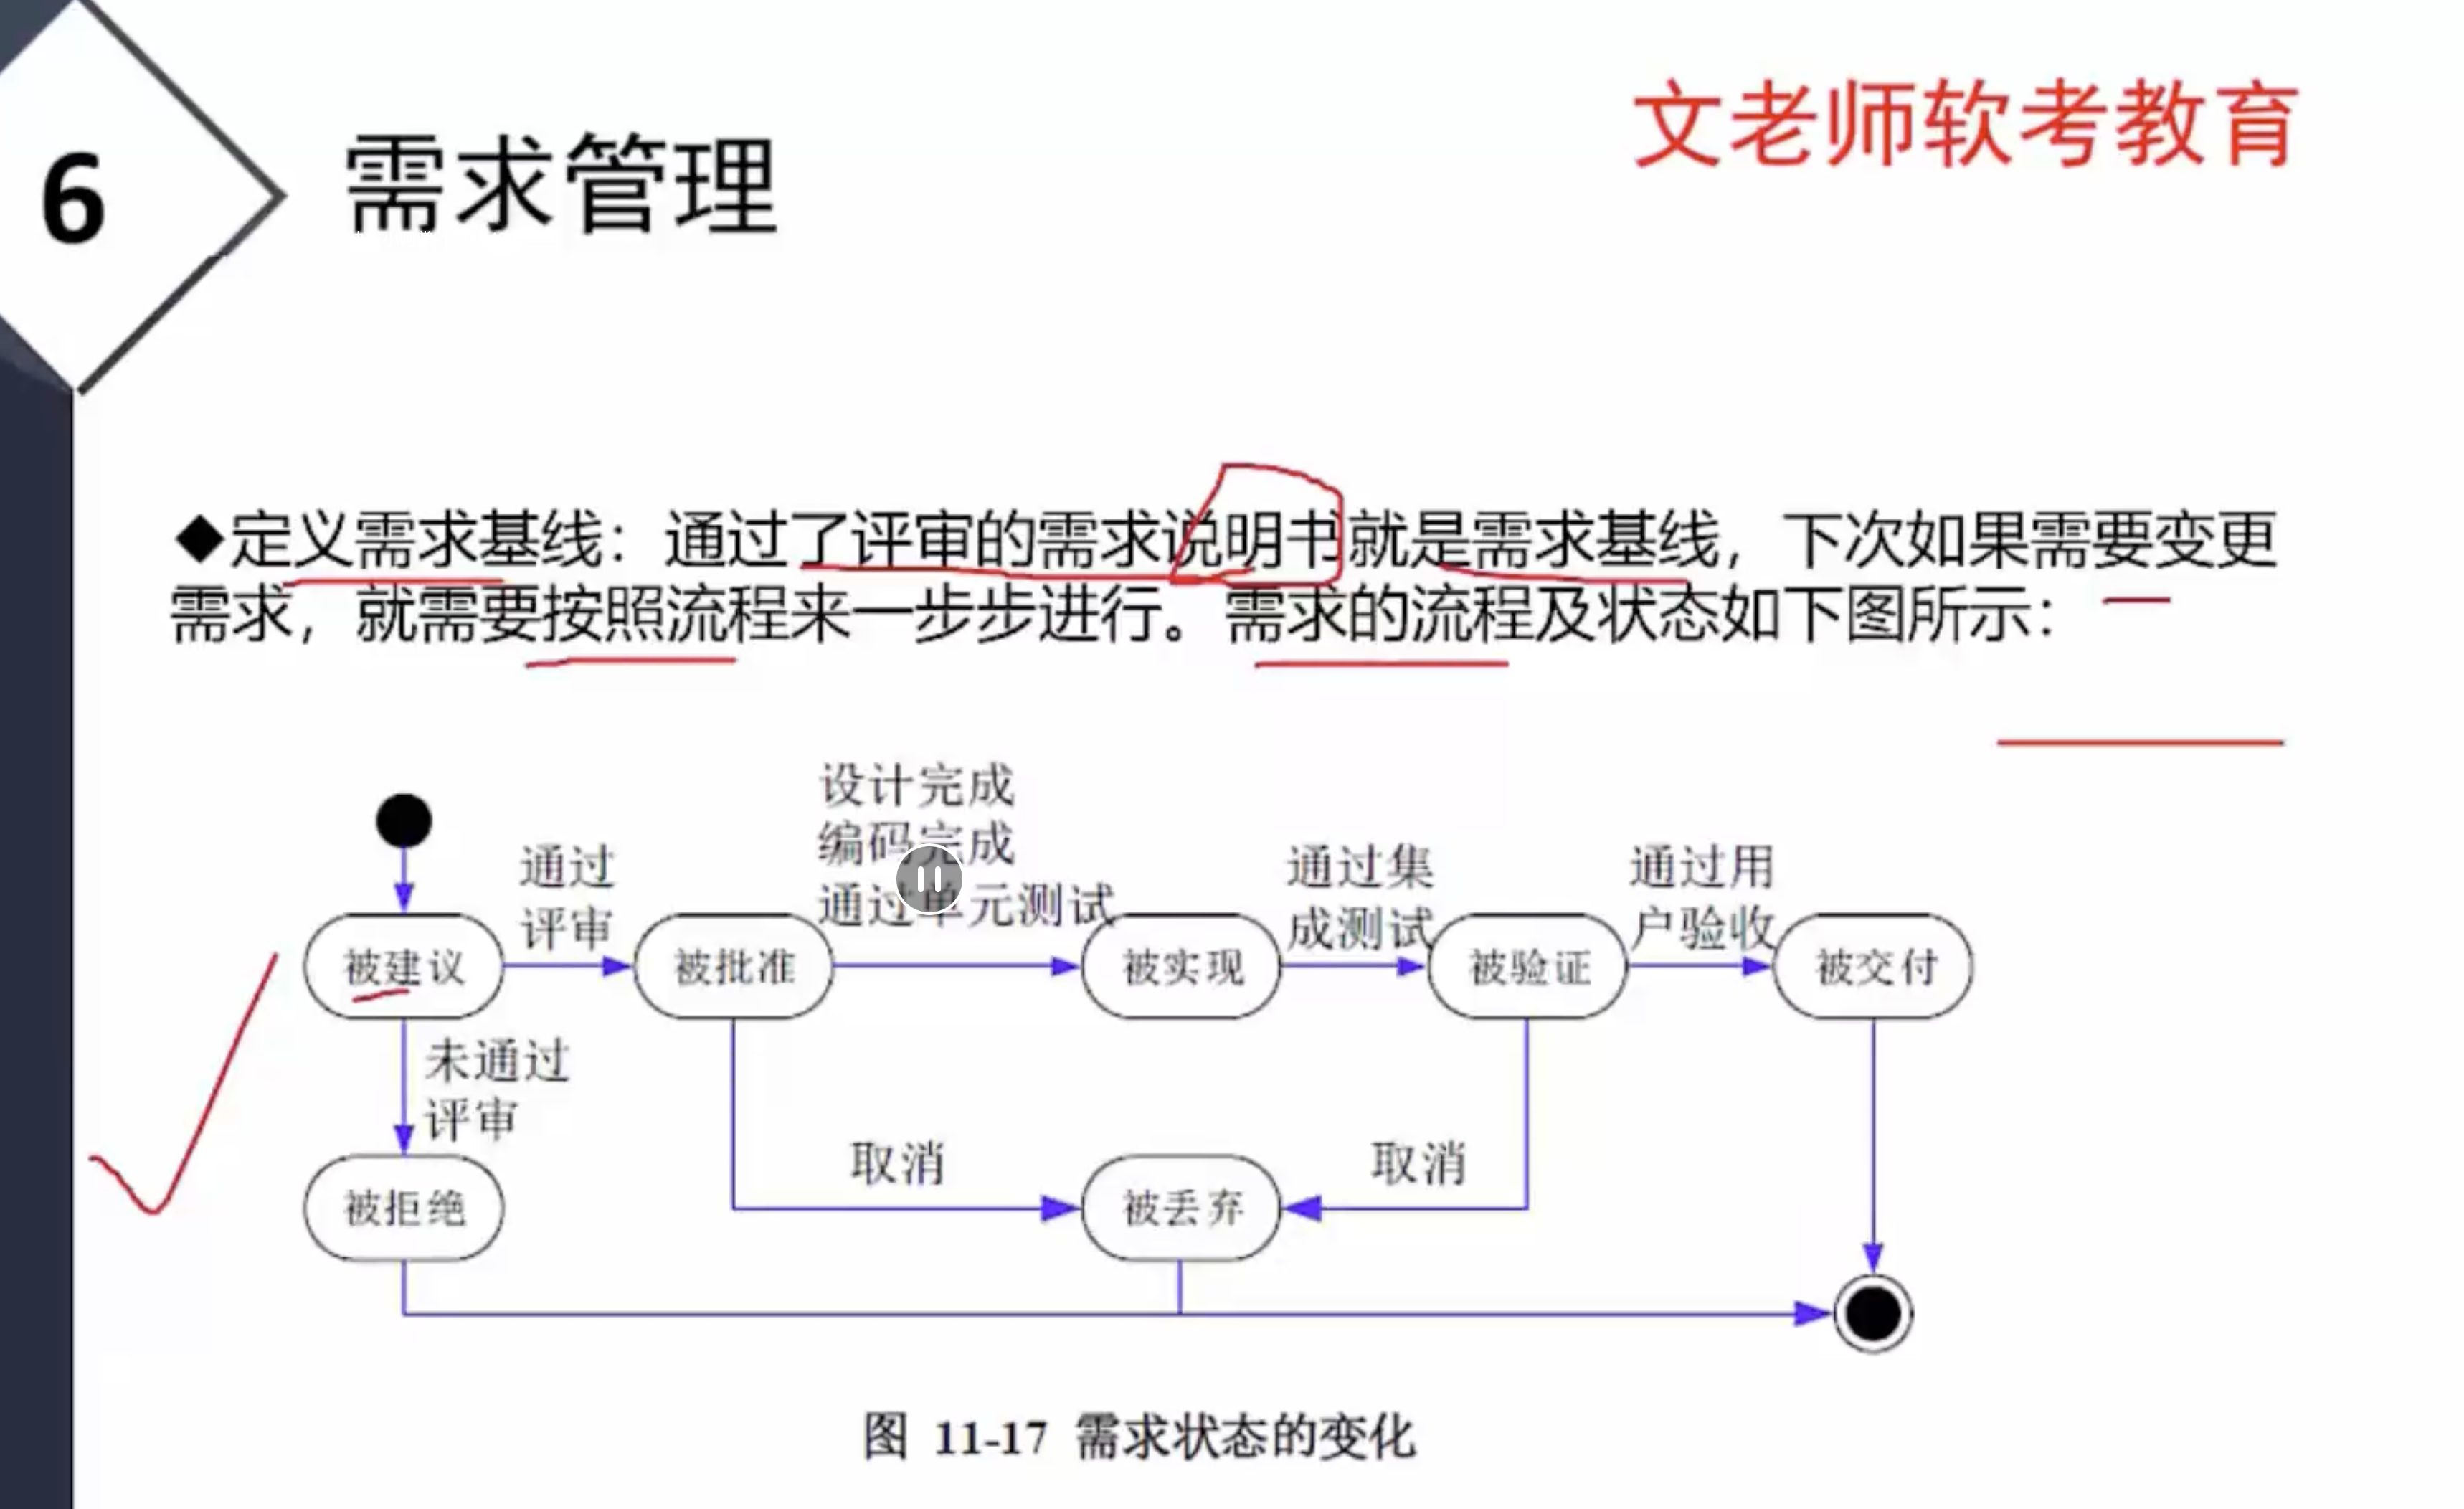 文老师软考教育
6
需求管理
◆定义需求基线：通过了评审的需求说明书就是需求基线，下次如果需要变更
需求，就需要按照流程来一步步进行。需求的流程及状态如下图所示：
设计完成
编码完成
通过单元测试
通过
评审
通过集
成测试
通过用
户验收
被建议
被批准
被实现
被验证
被交付
未通过
评审
取消
取消
被拒绝
被丢弃
图 11-17 需求状态的变化